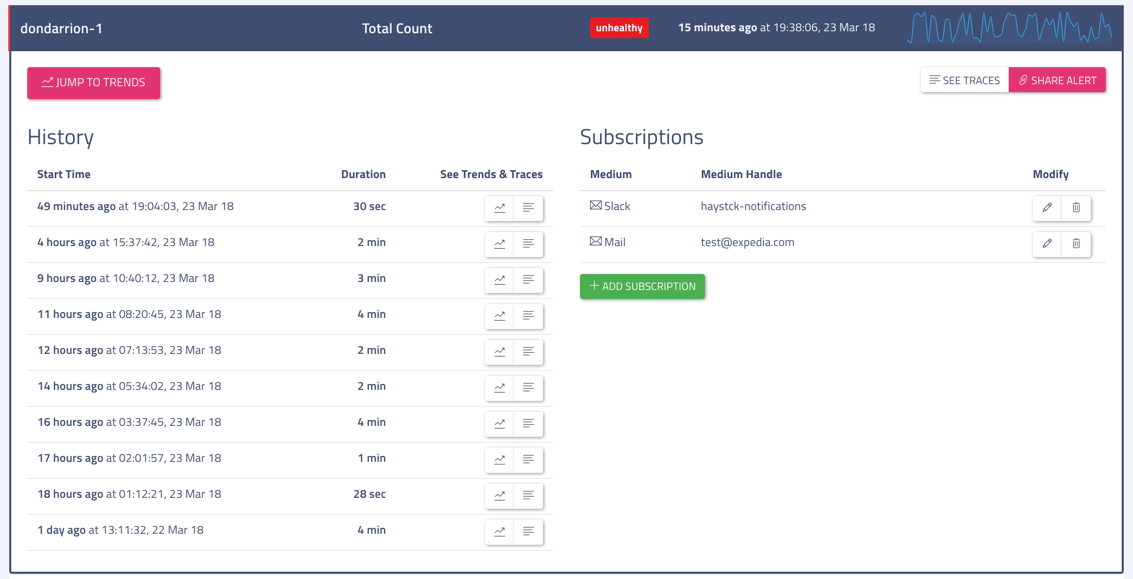 dondarrion-1 Total Count unhealthy 15 minutes ago at 19:38:06, 23 Mar 18
JUMP TO TRENDS SEE TRACES SHARE ALERT
History
Start Time Duration See Trends & Traces
49 minutes ago at 19:04:03, 23 Mar 18 30 sec
4 hours ago at 15:37:42, 23 Mar 18 2 min
9 hours ago at 10:40:12, 23 Mar 18 3 min
11 hours ago at 08:20:45, 23 Mar 18 4 min
12 hours ago at 07:13:53, 23 Mar 18 2 min
14 hours ago at 05:34:02, 23 Mar 18 2 min
16 hours ago at 03:37:45, 23 Mar 18 4 min
17 hours ago at 02:01:57, 23 Mar 18 1 min
18 hours ago at 01:12:21, 23 Mar 18 28 sec
1 day ago at 13:11:32, 22 Mar 18 4 min
Subscriptions
Medium Medium Handle Modify
Slack haystck-notifications
Mail test@expedia.com
ADD SUBSCRIPTION